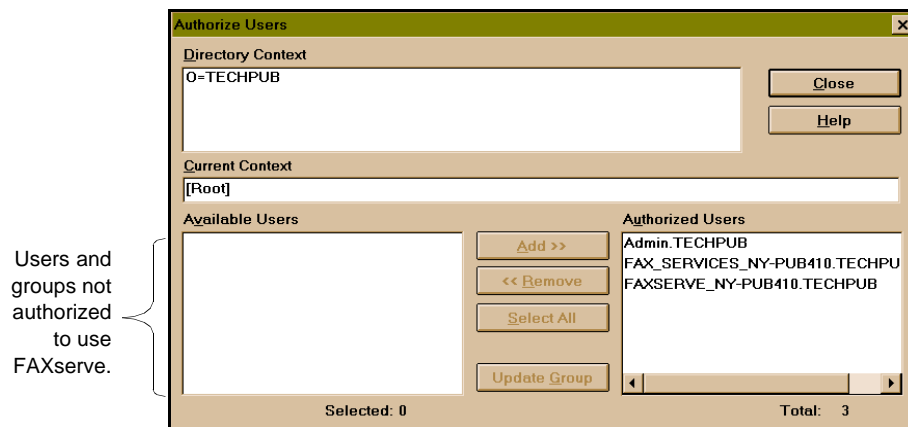 Authorize Users
Directory Context
O=TECHPUB
Close
Help
Current Context
[Root]
Available Users
Authorized Users
Users and
groups not
authorized
to use
FAXserve.
Add >>
<< Remove
Select All
Update Group
Admin.TECHPUB
FAX_SERVICES_NY-PUB410.TECHPU
FAXSERVE_NY-PUB410.TECHPUB
Selected: 0
Total: 3